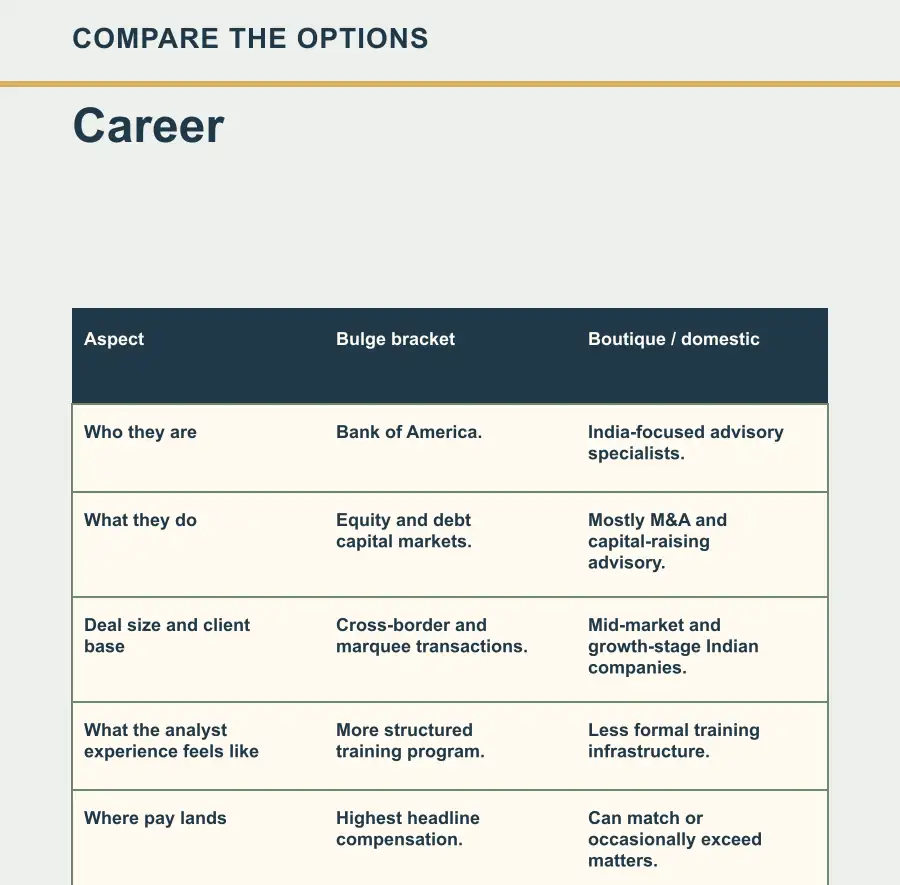 COMPARE THE OPTIONS
Career
Aspect
Bulge bracket
Boutique / domestic
Who they are
Bank of America.
India-focused advisory
specialists.
What they do
Equity and debt
capital markets.
Mostly M&A and
capital-raising
advisory.
Deal size and client
base
Cross-border and
marquee transactions.
Mid-market and
growth-stage Indian
companies.
What the analyst
experience feels like
More structured
training program.
Less formal training
infrastructure.
Where pay lands
Highest headline
compensation.
Can match or
occasionally exceed
matters.